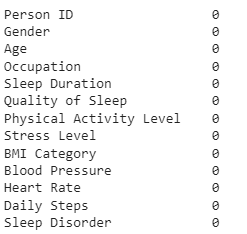 Person ID 0
Gender 0
Age 0
Occupation 0
Sleep Duration 0
Quality of Sleep 0
Physical Activity Level 0
Stress Level 0
BMI Category 0
Blood Pressure 0
Heart Rate 0
Daily Steps 0
Sleep Disorder 0